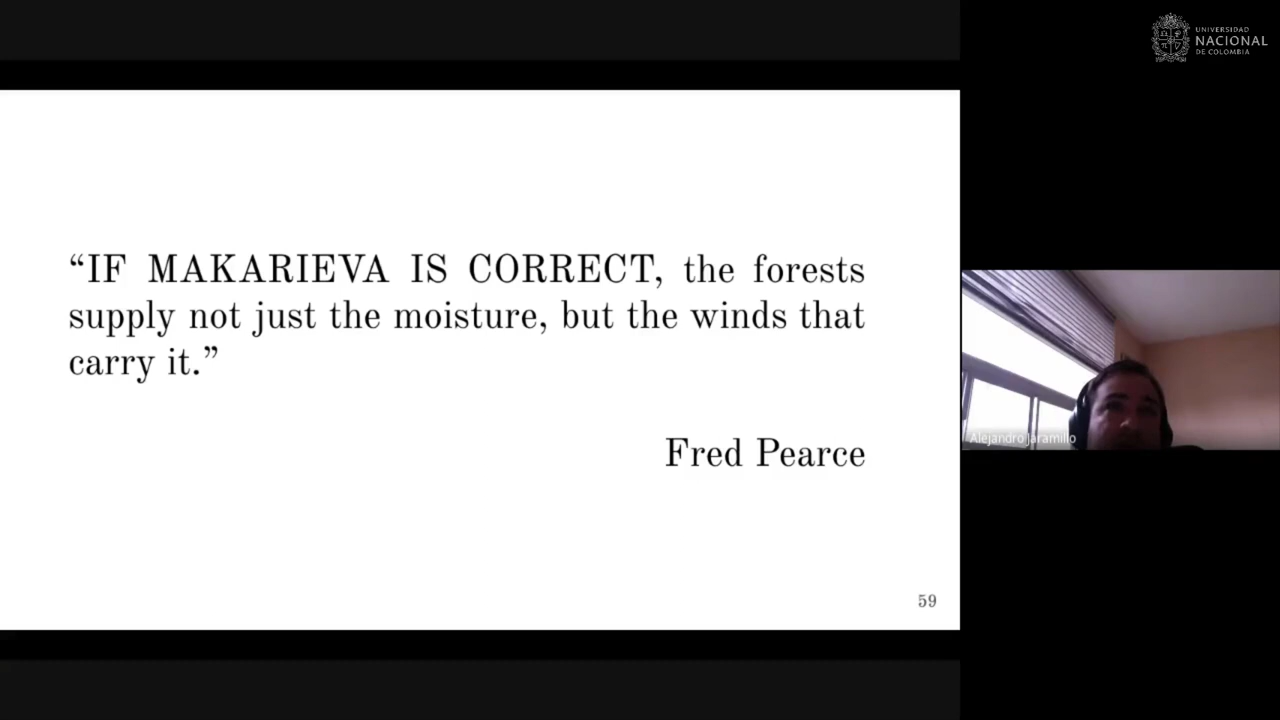 UNIVERSIDAD
NACIONAL
DE COLOMBIA
“IF MAKARIEVA IS CORRECT, the forests
supply not just the moisture, but the winds that
carry it.”
Fred Pearce
59
Alejandro Jaramillo